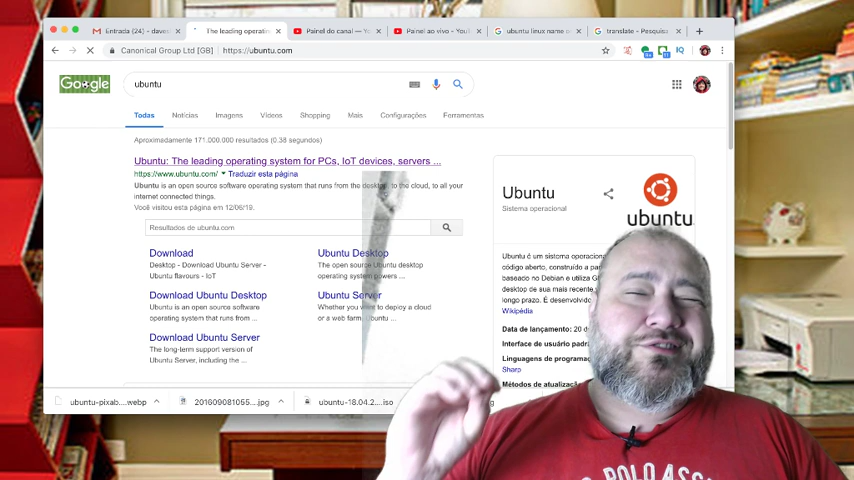 Entrada (24) - daves
The leading operatin
Painel do canal — Yo
Painel ao vivo - YouT
ubuntu linux name o
translate - Pesquisa
Canonical Group Ltd [GB] https://ubuntu.com
Google
ubuntu
Todas Notícias Imagens Vídeos Shopping Mais Configurações Ferramentas
Aproximadamente 171.000.000 resultados (0.38 segundos)
Ubuntu: The leading operating system for PCs, IoT devices, servers ...
https://www.ubuntu.com/ Traduzir esta página
Ubuntu is an open source software operating system that runs from the desktop, to the cloud, to all your
internet connected things.
Você visitou esta página em 12/06/19.
Resultados de ubuntu.com
Download
Desktop - Download Ubuntu Server -
Ubuntu flavours - IoT
Ubuntu Desktop
The open source Ubuntu desktop
operating system powers ...
Download Ubuntu Desktop
Ubuntu is an open source software
operating system that runs from ...
Ubuntu Server
Whether you want to deploy a cloud
or a web farm, Ubuntu ...
Download Ubuntu Server
The long-term support version of
Ubuntu Server, including the ...
Ubuntu
Sistema operacional
ubuntu
Ubuntu é um sistema operacional
código aberto, construído a
baseado no Debian e utiliza
desktop de sua mais recente
longo prazo. É desenvolvido
Wikipédia
Data de lançamento: 20 d
Interface de usuário padr
Linguagens de programaç
Sharp
Métodos de atualizaç
ubuntu-pixab....webp
201609081055....jpg
ubuntu-18.04.2....iso
POLO ASS